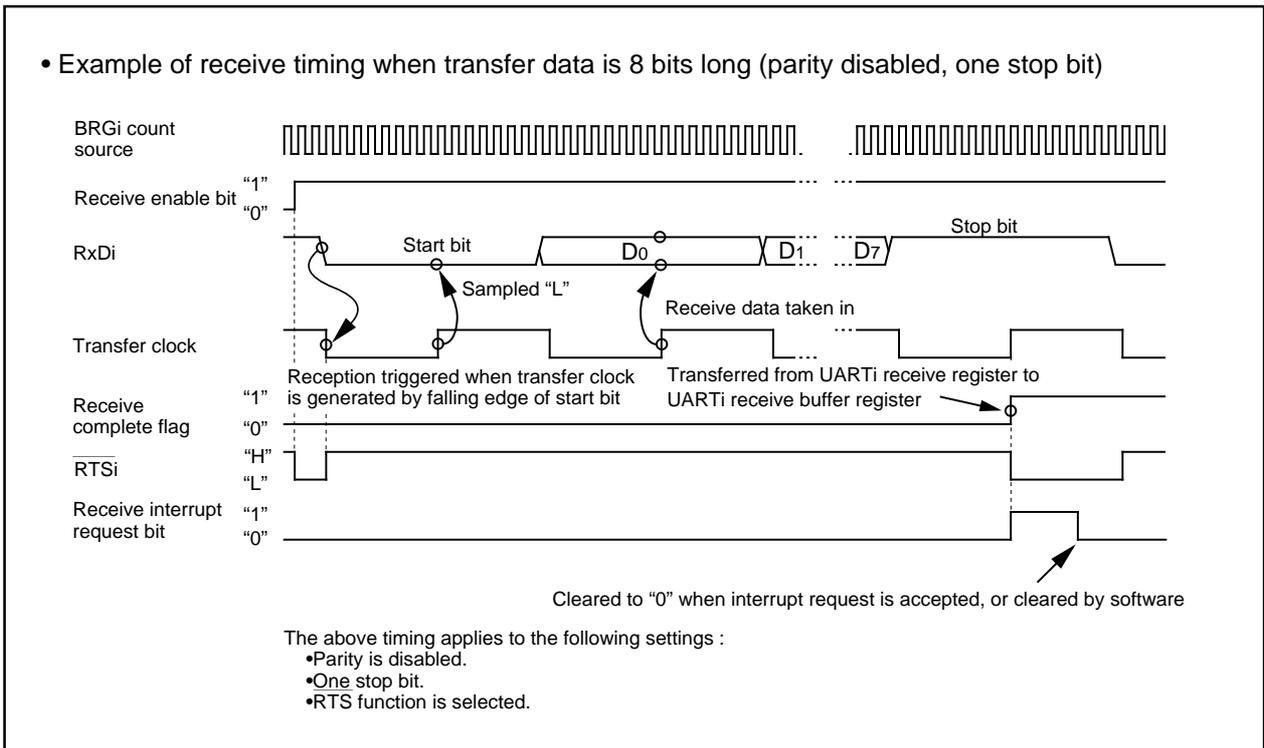 • Example of receive timing when transfer data is 8 bits long (parity disabled, one stop bit)
BRGi count
source
Receive enable bit
“1”
“0”
RxDi
Start bit
D0
D1
D7
Stop bit
Sampled “L”
Receive data taken in
Transfer clock
Reception triggered when transfer clock
is generated by falling edge of start bit
Transferred from UARTi receive register to
UARTi receive buffer register
Receive
complete flag
“1”
“0”
RTSi
“H”
“L”
Receive interrupt
request bit
“1”
“0”
Cleared to “0” when interrupt request is accepted, or cleared by software
The above timing applies to the following settings :
•Parity is disabled.
•One stop bit.
•RTS function is selected.